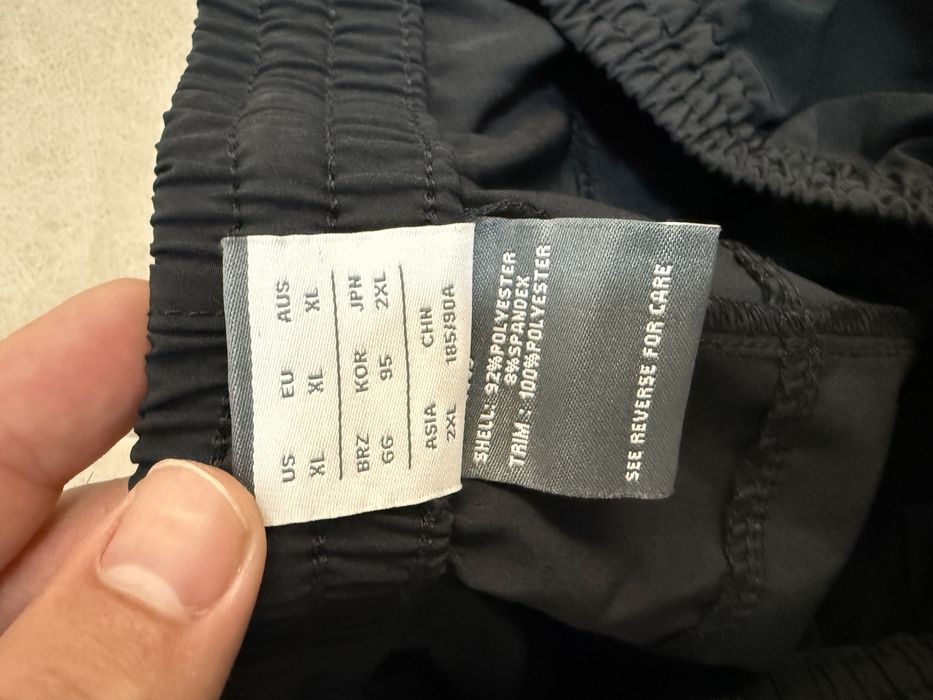 US EU AUS
XL XL XL
BRZ KOR JPN
GG 95 2XL
ASIA CHN
2XL 185/90A
SHELL: 92%POLYESTER
8%SPANDEX
TRIM : 100%POLYESTER
SEE REVERSE FOR CARE